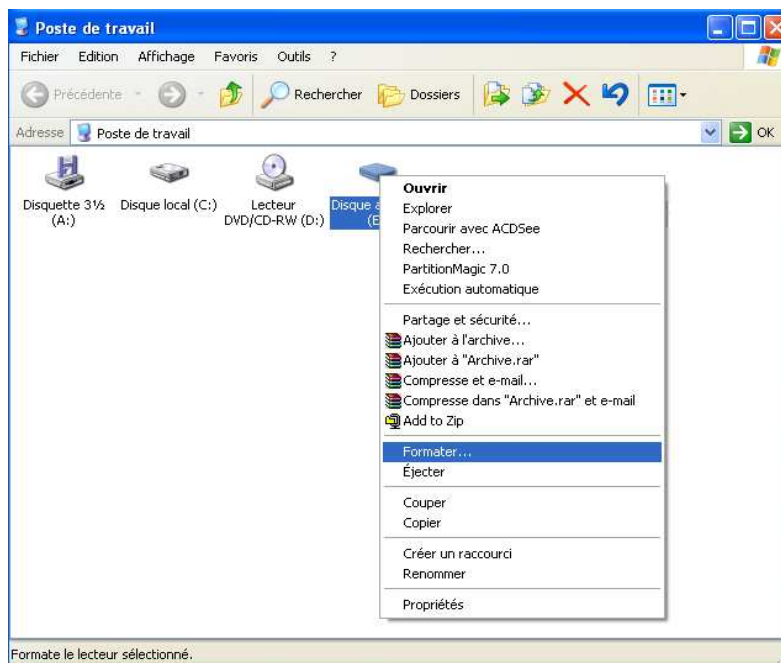 Poste de travail
Fichier Edition Affichage Favoris Outils ?
Précédente Rechercher Dossiers
Adresse Poste de travail OK
Disquette 3½ (A:)
Disque local (C:)
Lecteur DVD/CD-RW (D:)
Disque
Ouvrir
Explorer
Parcourir avec ACDSee
Rechercher...
PartitionMagic 7.0
Exécution automatique
Partage et sécurité...
Ajouter à l'archive...
Ajouter à "Archive.rar"
Compresse et e-mail...
Compresse dans "Archive.rar" et e-mail
Add to Zip
Formater...
Éjecter
Couper
Copier
Créer un raccourci
Renommer
Propriétés
Formate le lecteur sélectionné.